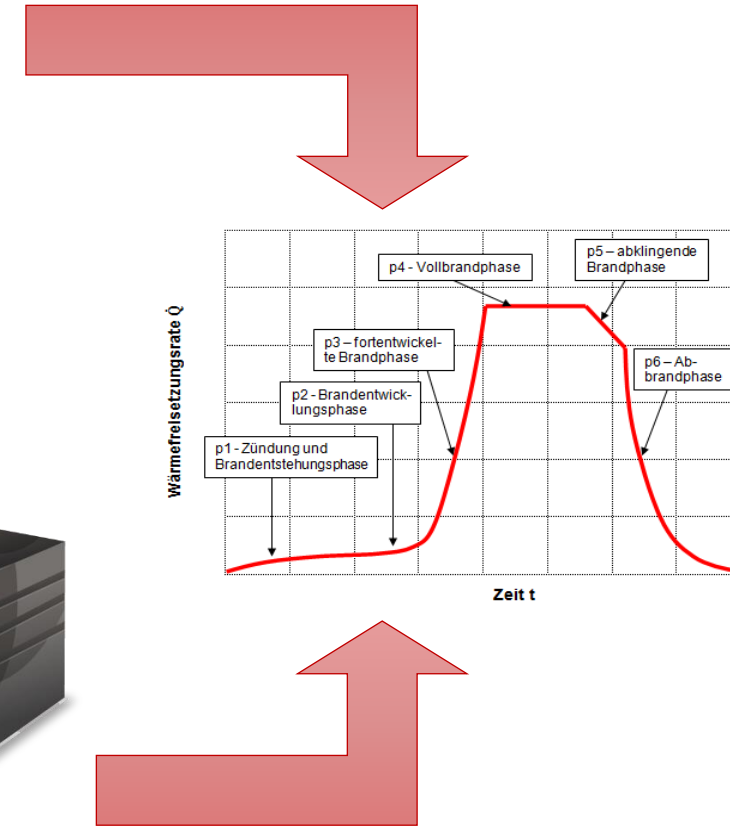 p5 – abklingende
Brandphase
p4 - Vollbrandphase
p3 – fortentwickel-
te Brandphase
p6 – Ab-
brandphase
p2 - Brandentwick-
lungsphase
p1 - Zündung und
Brandentstehungsphase
Wärmefreisetzungsrate Q̇
Zeit t